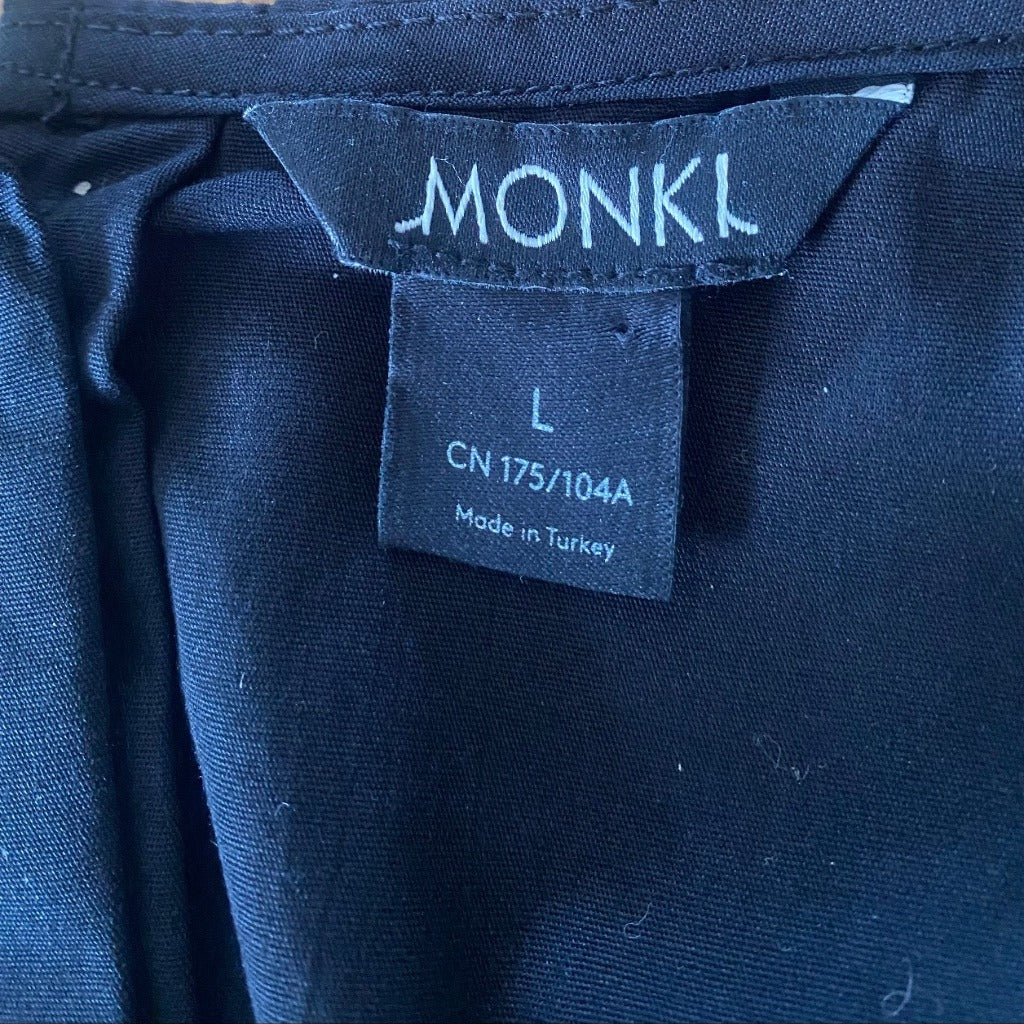 MONKI
L
CN 175/104A
Made in Turkey